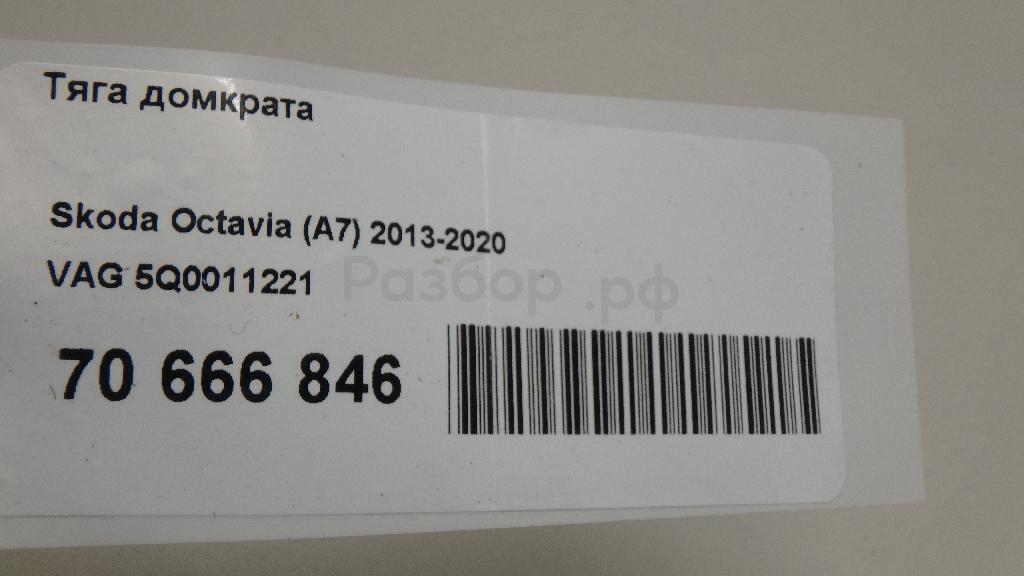 Тяга домкрата
Skoda Octavia (A7) 2013-2020
VAG 5Q0011221
Разбор.рф
70 666 846